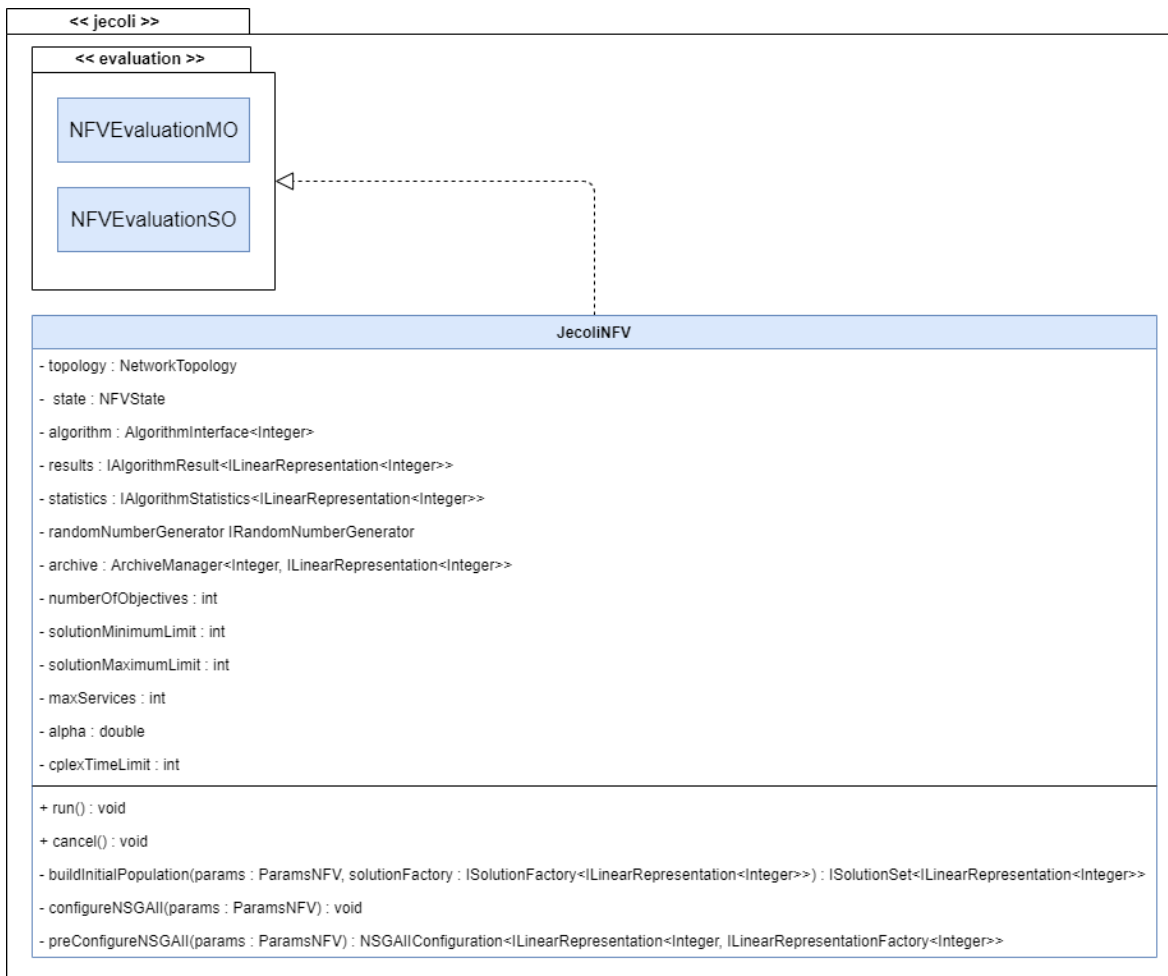 << jecoli >>
<< evaluation >>
NFVEvaluationMO
NFVEvaluationSO
JecoliNFV
- topology : NetworkTopology
- state : NFVState
- algorithm : AlgorithmInterface<Integer>
- results : IAlgorithmResult<ILinearRepresentation<Integer>>
- statistics : IAlgorithmStatistics<ILinearRepresentation<Integer>>
- randomNumberGenerator IRandomNumberGenerator
- archive : ArchiveManager<Integer, ILinearRepresentation<Integer>>
- numberOfObjectives : int
- solutionMinimumLimit : int
- solutionMaximumLimit : int
- maxServices : int
- alpha : double
- cplexTimeLimit : int
+ run() : void
+ cancel() : void
- buildInitialPopulation(params : ParamsNFV, solutionFactory : ISolutionFactory<ILinearRepresentation<Integer>>) : ISolutionSet<ILinearRepresentation<Integer>>
- configureNSGAII(params : ParamsNFV) : void
- preConfigureNSGAII(params : ParamsNFV) : NSGAIIConfiguration<ILinearRepresentation<Integer, ILinearRepresentationFactory<Integer>>